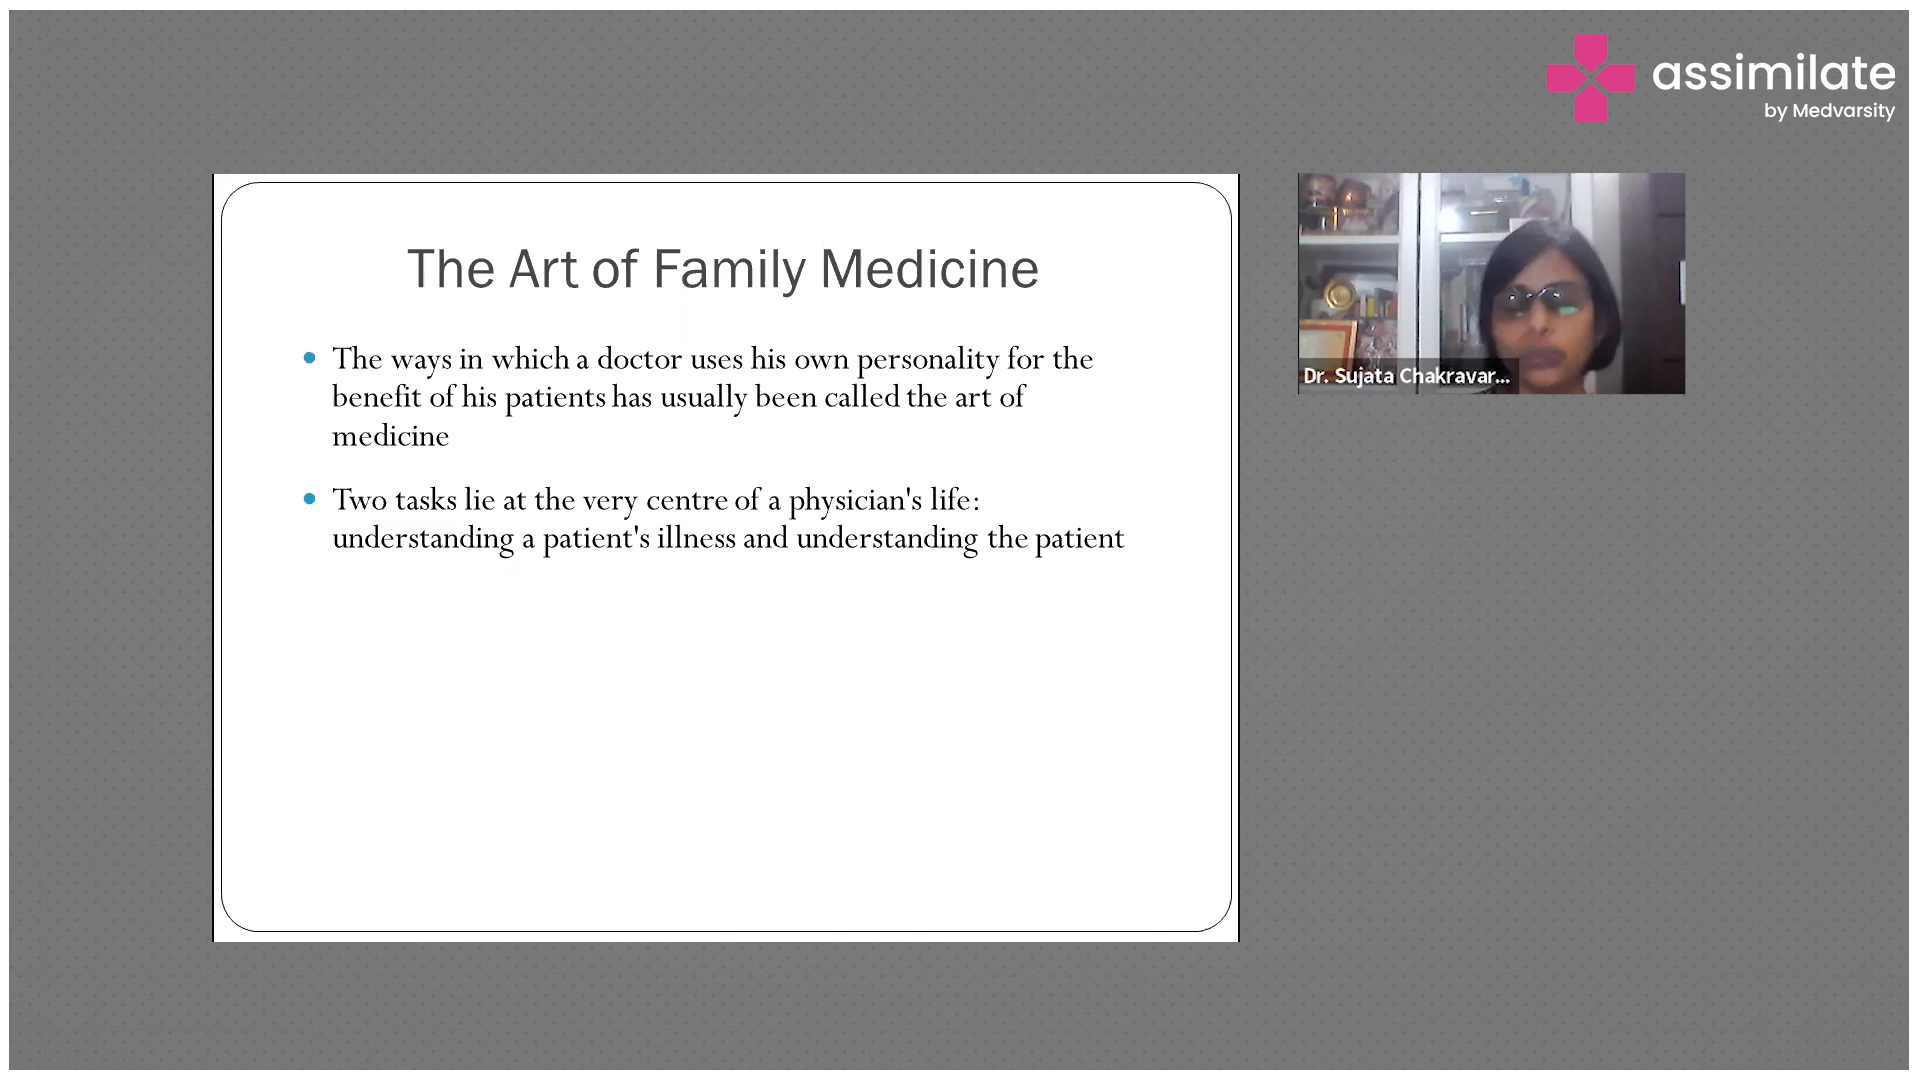 assimilate
by Medvarsity
The Art of Family Medicine
The ways in which a doctor uses his own personality for the
benefit of his patients has usually been called the art of
medicine
Two tasks lie at the very centre of a physician's life:
understanding a patient's illness and understanding the patient
Dr. Sujata Chakravar...